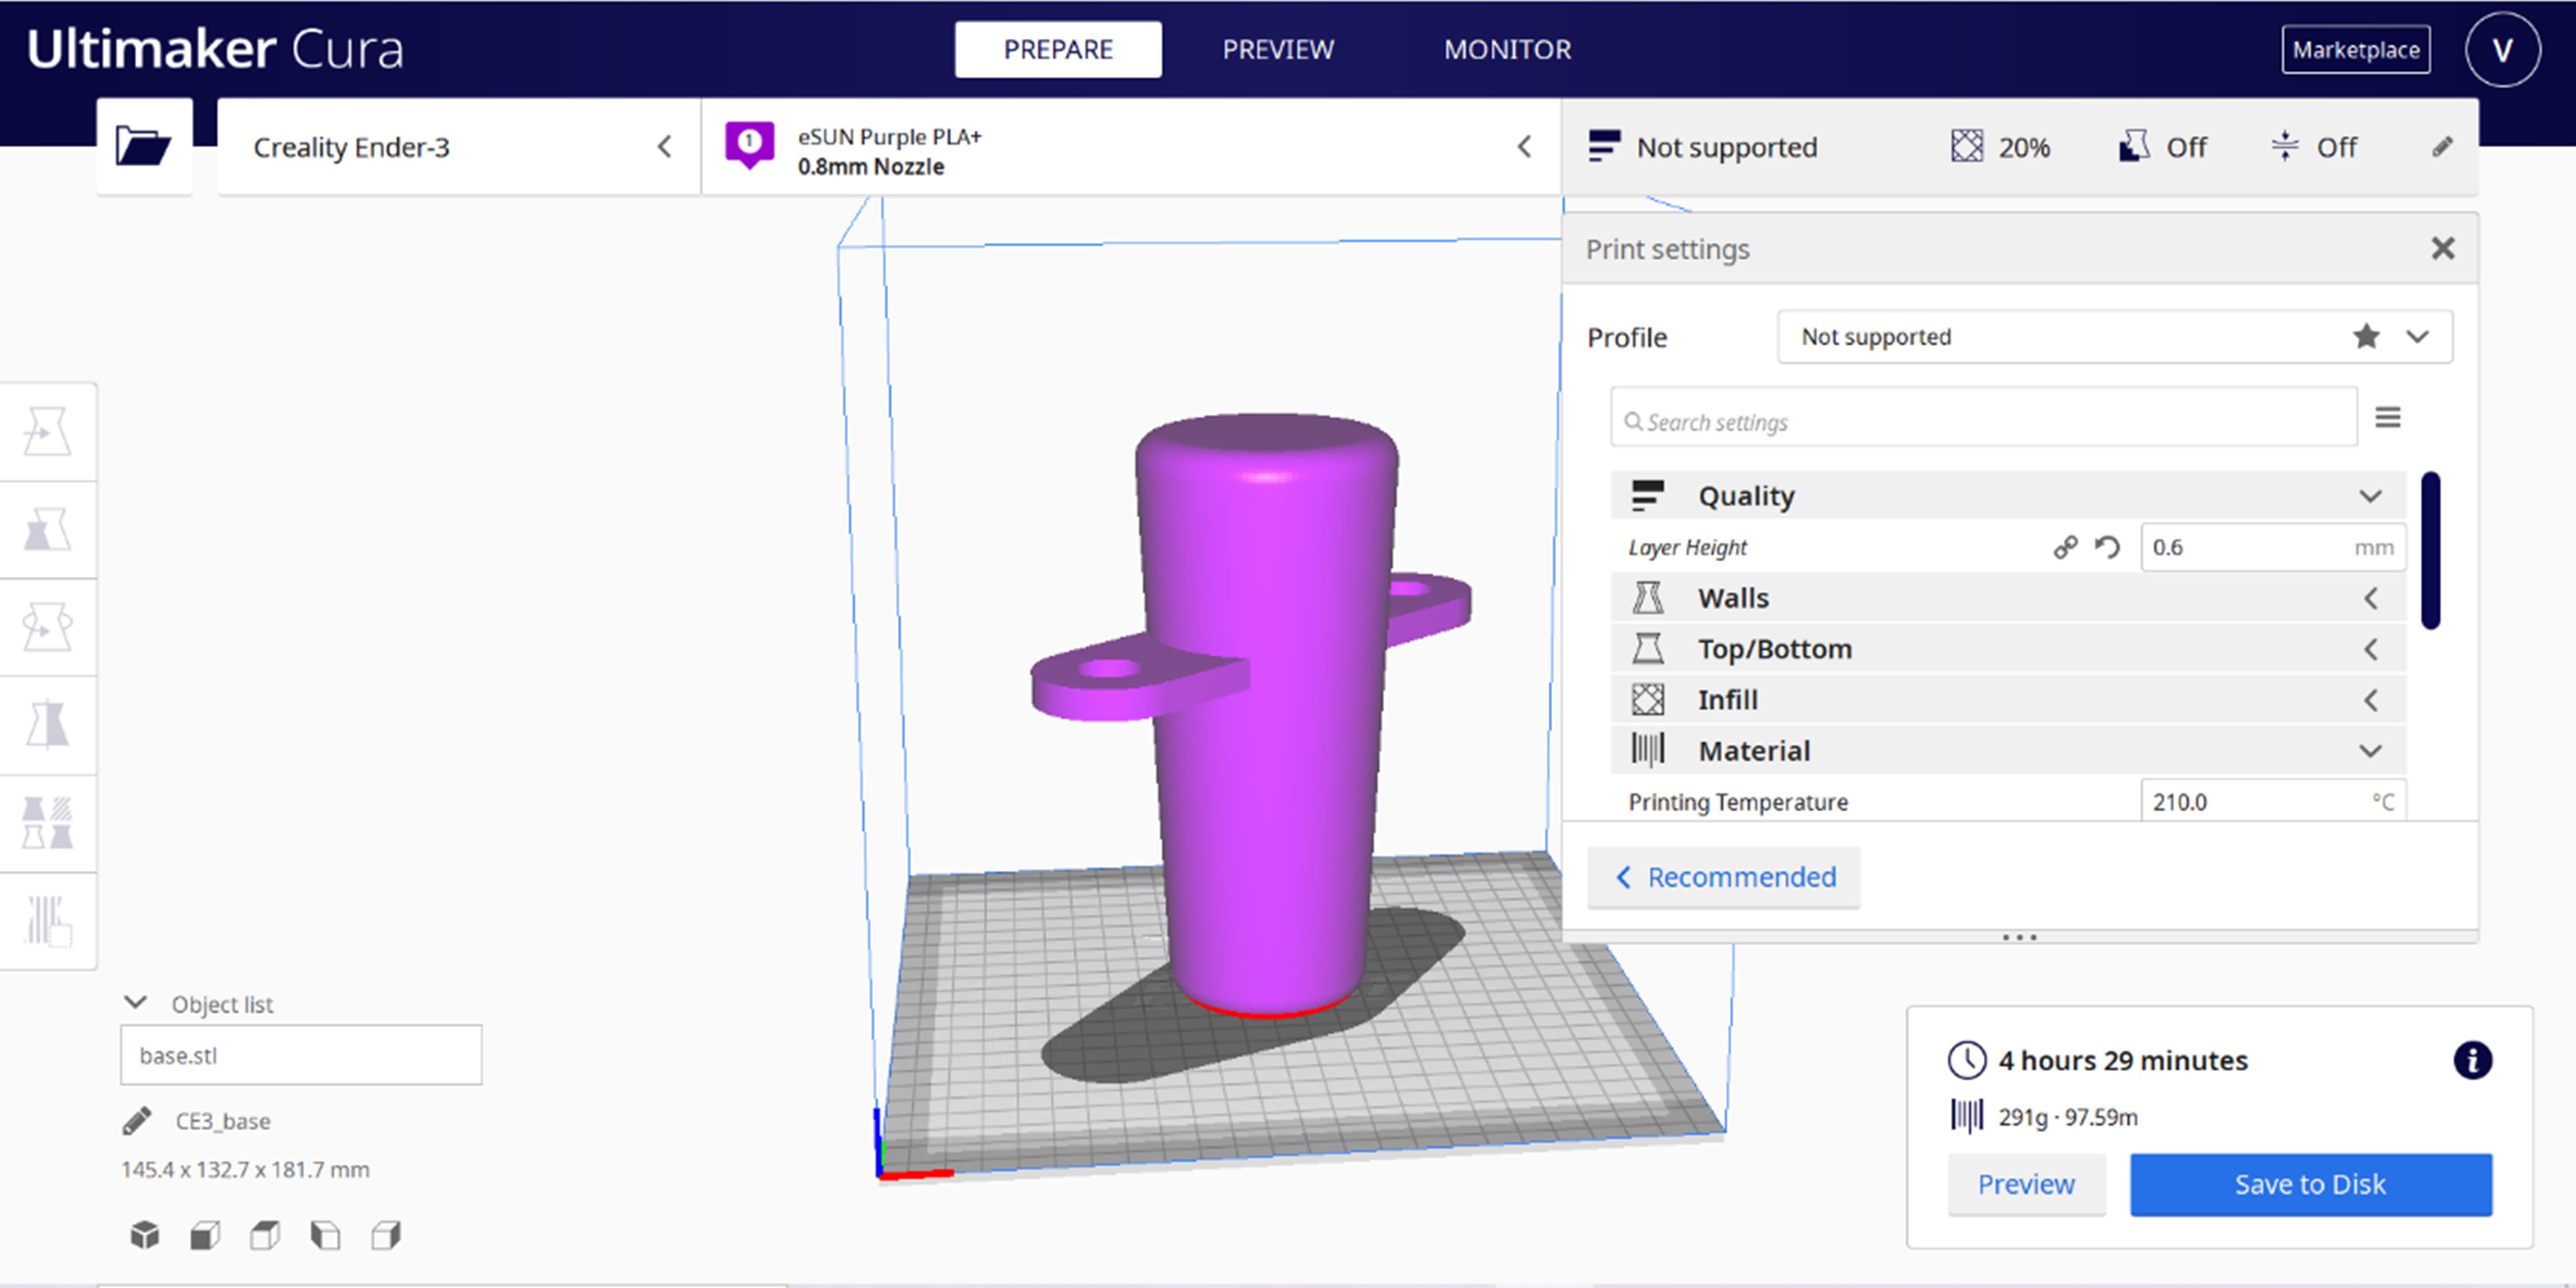 Ultimaker Cura
PREPARE
PREVIEW
MONITOR
Marketplace
V
Creality Ender-3
1
eSUN Purple PLA+
0.8mm Nozzle
Not supported
20%
Off
Off
Print settings
Profile
Not supported
Search settings
Quality
Layer Height
0.6
mm
Walls
Top/Bottom
Infill
Material
Printing Temperature
210.0
°C
Recommended
Object list
base.stl
CE3_base
145.4 x 132.7 x 181.7 mm
4 hours 29 minutes
291g · 97.59m
Preview
Save to Disk